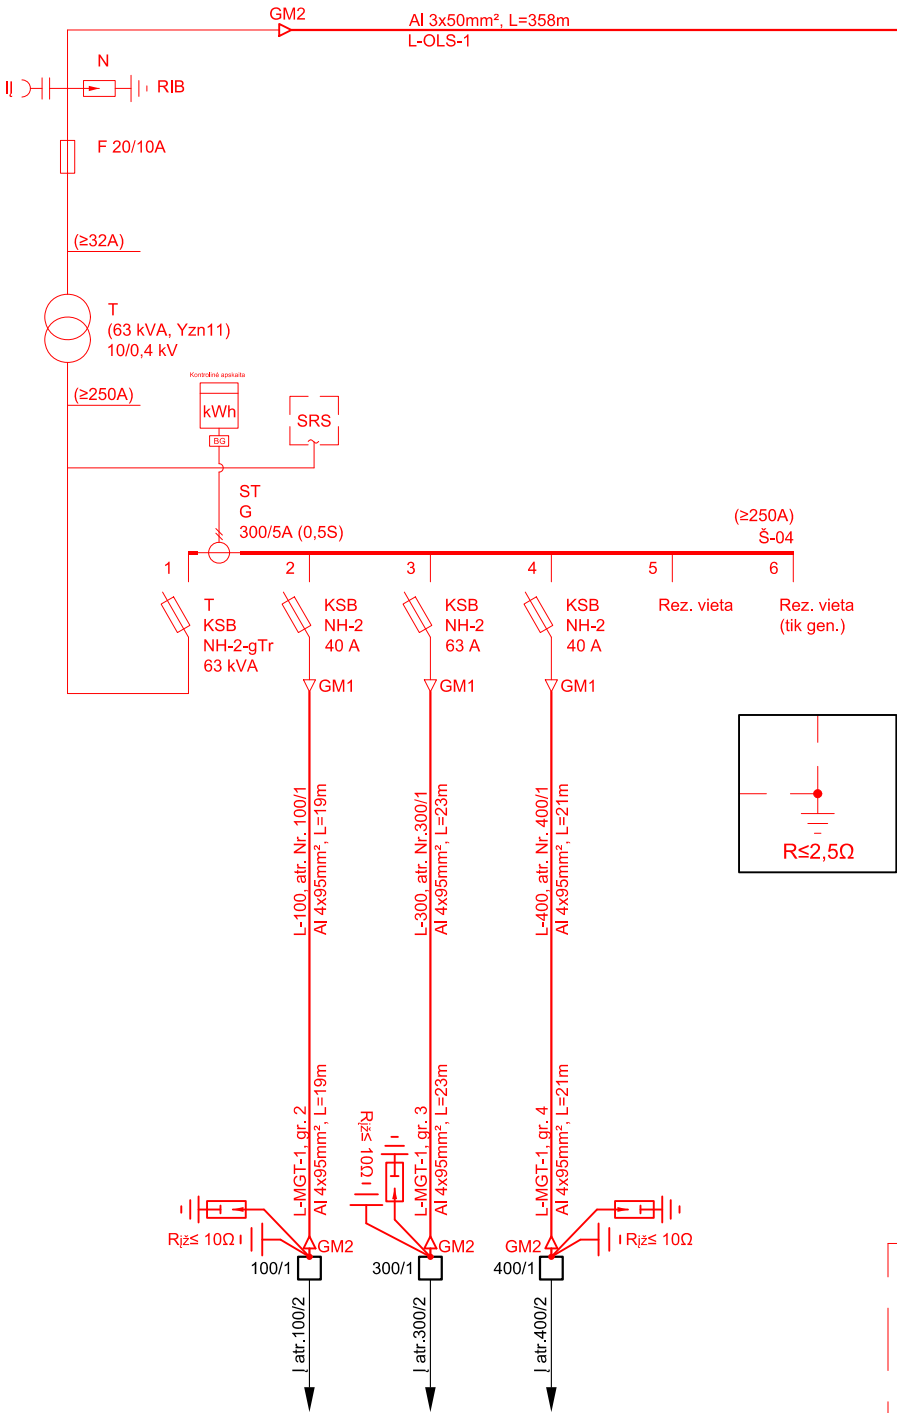 GM2
Al 3x50mm², L=358m
L-OLS-1
N
IĮ
RIB
F 20/10A
(≥32A)
T
(63 kVA, Yzn11)
10/0,4 kV
(≥250A)
Kontrolinė apskaita
kWh
BG
SRS
ST
G
300/5A (0,5S)
(≥250A)
Š-04
1
2
3
4
5
6
T
KSB
NH-2-gTr
63 kVA
KSB
NH-2
40 A
KSB
NH-2
63 A
KSB
NH-2
40 A
Rez. vieta
Rez. vieta
(tik gen.)
GM1
GM1
GM1
L-100, atr. Nr. 100/1
Al 4x95mm², L=19m
L-300, atr. Nr.300/1
Al 4x95mm², L=23m
L-400, atr. Nr. 400/1
Al 4x95mm², L=21m
R≤2,5Ω
L-MGT-1, gr. 2
Al 4x95mm², L=19m
L-MGT-1, gr. 3
Al 4x95mm², L=23m
L-MGT-1, gr. 4
Al 4x95mm², L=21m
Rįž≤ 10Ω
Rįž≤ 10Ω
Rįž≤ 10Ω
GM2
GM2
GM2
100/1
300/1
400/1
Į atr.100/2
Į atr.300/2
Į atr.400/2